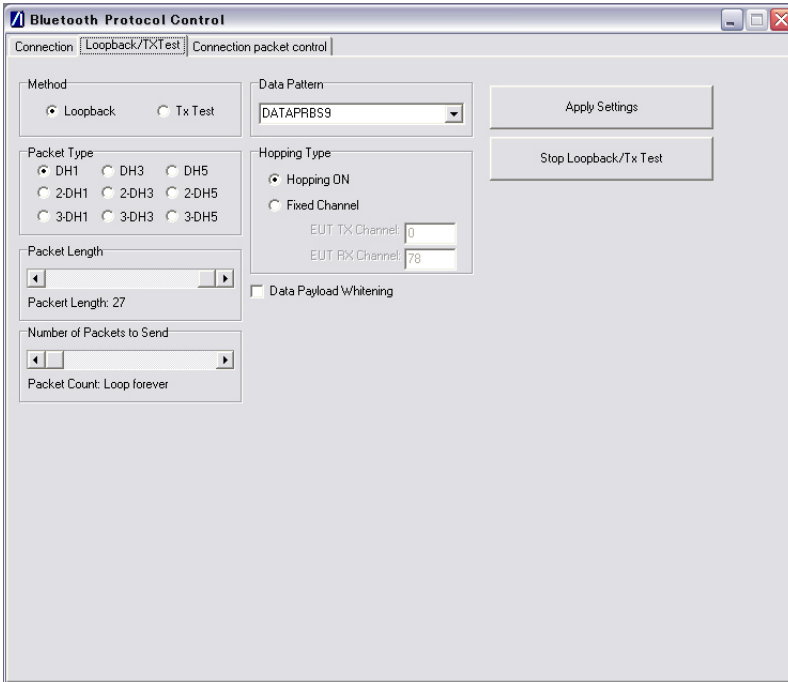 Bluetooth Protocol Control
Connection
Loopback/TXTest
Connection packet control
Method
Loopback
Tx Test
Packet Type
DH1 DH3 DH5
2-DH1 2-DH3 2-DH5
3-DH1 3-DH3 3-DH5
Packet Length
Packert Length: 27
Number of Packets to Send
Packet Count: Loop forever
Data Pattern
DATAPRBS9
Hopping Type
Hopping ON
Fixed Channel
EUT TX Channel: 0
EUT RX Channel: 78
Data Payload Whitening
Apply Settings
Stop Loopback/Tx Test